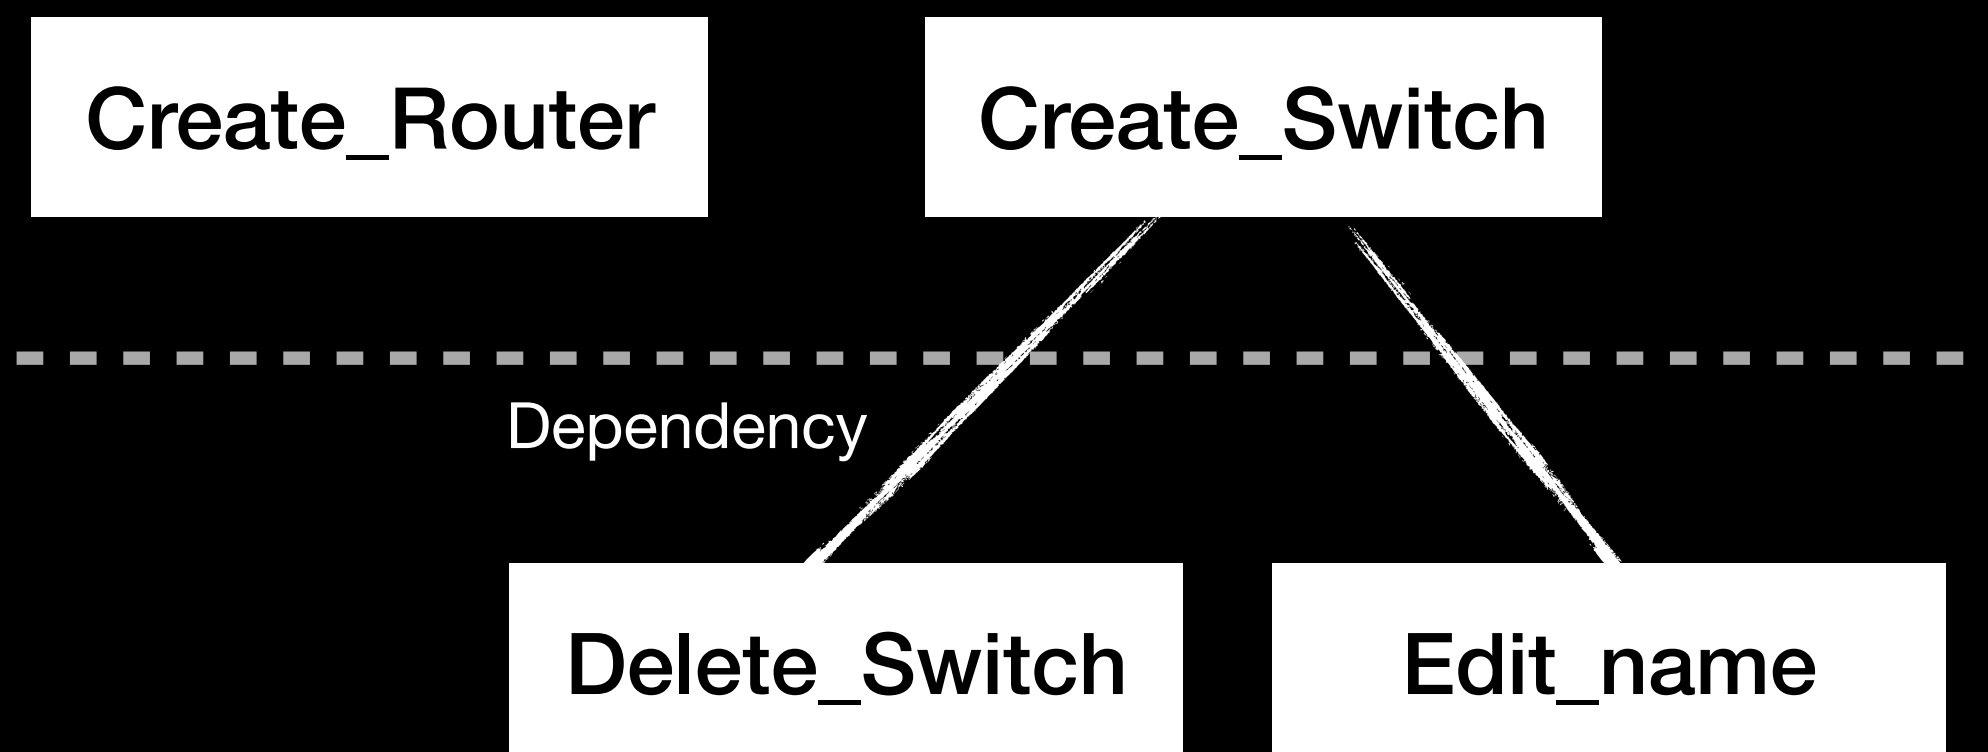 Create_Router
Create_Switch
Dependency
Delete_Switch
Edit_name